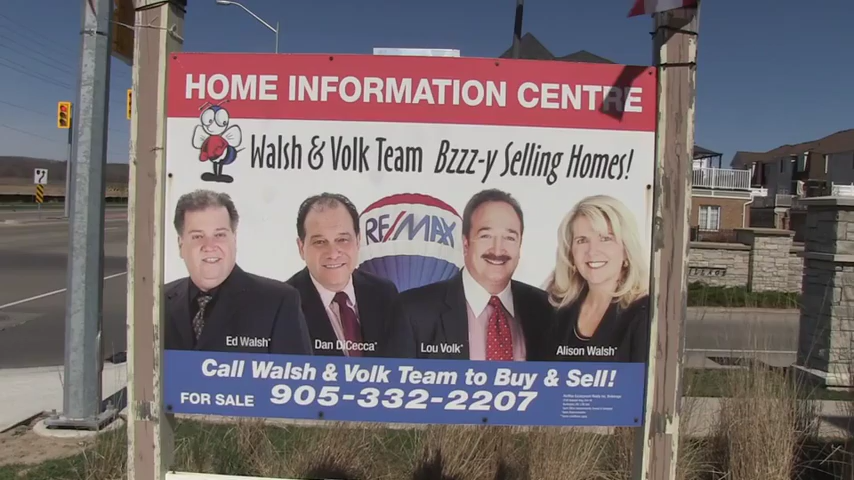 HOME INFORMATION CENTRE
Walsh & Volk Team Bzzz-y Selling Homes!
RE/MAX
Ed Walsh*
Dan DiCecca*
Lou Volk*
Alison Walsh*
Call Walsh & Volk Team to Buy & Sell!
FOR SALE 905-332-2207